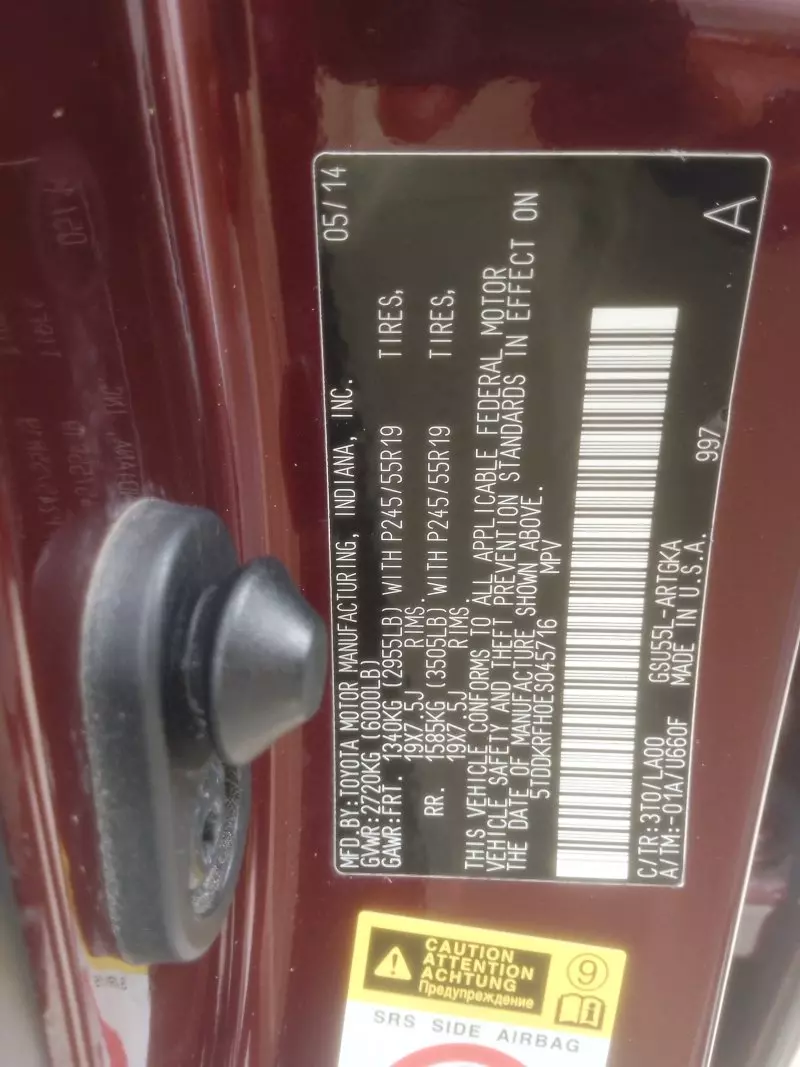 MFD.BY:TOYOTA MOTOR MANUFACTURING, INDIANA, INC. 05/14
GVWR:2720KG (6000LB)
GAWR:FRT. 1340KG (2955LB) WITH P245/55R19 TIRES,
19X7.5J RIMS.
RR. 1585KG (3505LB) WITH P245/55R19 TIRES,
19X7.5J RIMS.
THIS VEHICLE CONFORMS TO ALL APPLICABLE FEDERAL MOTOR
VEHICLE SAFETY AND THEFT PREVENTION STANDARDS IN EFFECT ON
THE DATE OF MANUFACTURE SHOWN ABOVE.
5TDDKRFH0ES045716 MPV
C/TR:3T0/LA00 GSU55L-ARTGKA 997
A/TM:-01A/U660F MADE IN U.S.A. A
CAUTION
ATTENTION
ACHTUNG
Предупреждение
9
SRS SIDE AIRBAG